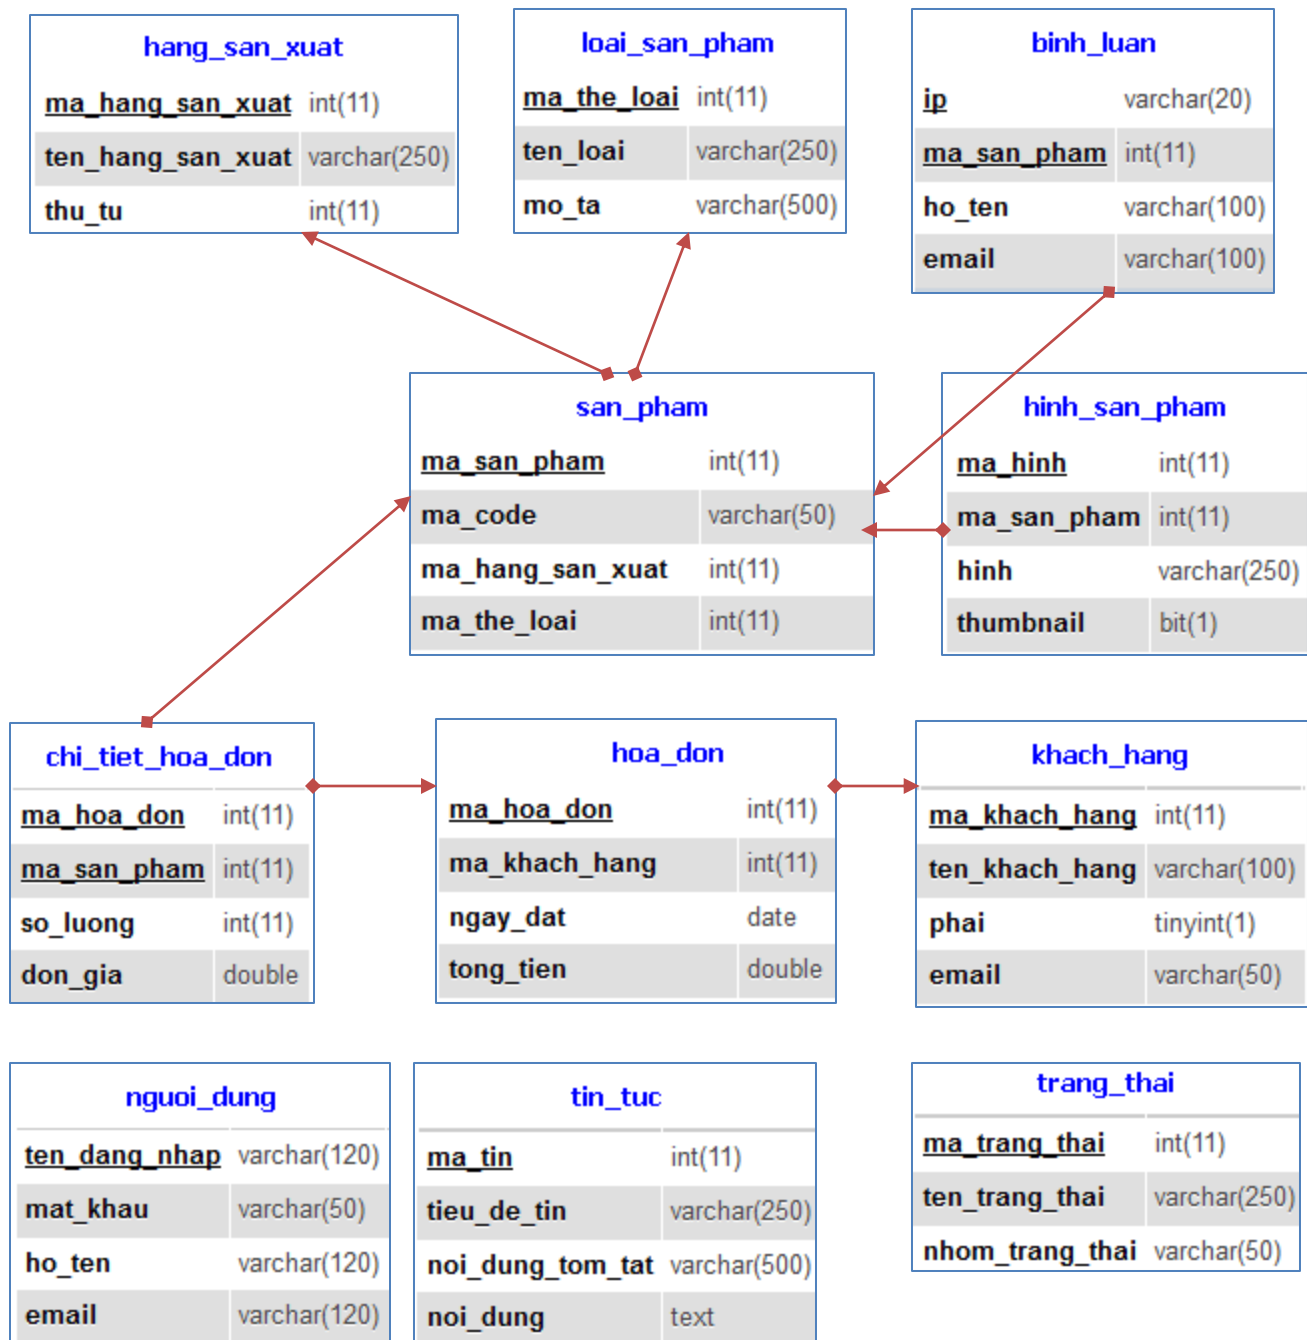 hang_san_xuat
ma_hang_san_xuat int(11)
ten_hang_san_xuat varchar(250)
thu_tu int(11)
loai_san_pham
ma_the_loai int(11)
ten_loai varchar(250)
mo_ta varchar(500)
binh_luan
ip varchar(20)
ma_san_pham int(11)
ho_ten varchar(100)
email varchar(100)
san_pham
ma_san_pham int(11)
ma_code varchar(50)
ma_hang_san_xuat int(11)
ma_the_loai int(11)
hinh_san_pham
ma_hinh int(11)
ma_san_pham int(11)
hinh varchar(250)
thumbnail bit(1)
chi_tiet_hoa_don
ma_hoa_don int(11)
ma_san_pham int(11)
so_luong int(11)
don_gia double
hoa_don
ma_hoa_don int(11)
ma_khach_hang int(11)
ngay_dat date
tong_tien double
khach_hang
ma_khach_hang int(11)
ten_khach_hang varchar(100)
phai tinyint(1)
email varchar(50)
nguoi_dung
ten_dang_nhap varchar(120)
mat_khau varchar(50)
ho_ten varchar(120)
email varchar(120)
tin_tuc
ma_tin int(11)
tieu_de_tin varchar(250)
noi_dung_tom_tat varchar(500)
noi_dung text
trang_thai
ma_trang_thai int(11)
ten_trang_thai varchar(250)
nhom_trang_thai varchar(50)